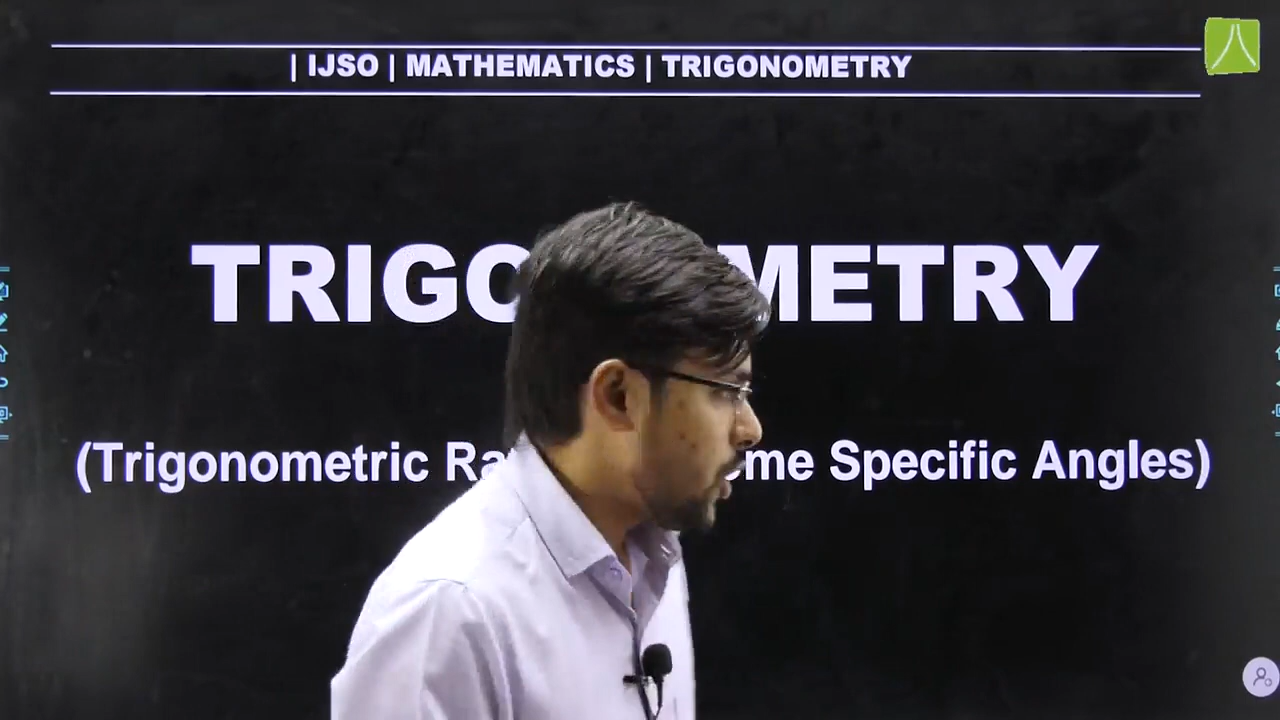 | IJSO | MATHEMATICS | TRIGONOMETRY
TRIGO METRY
(Trigonometric Ra me Specific Angles)